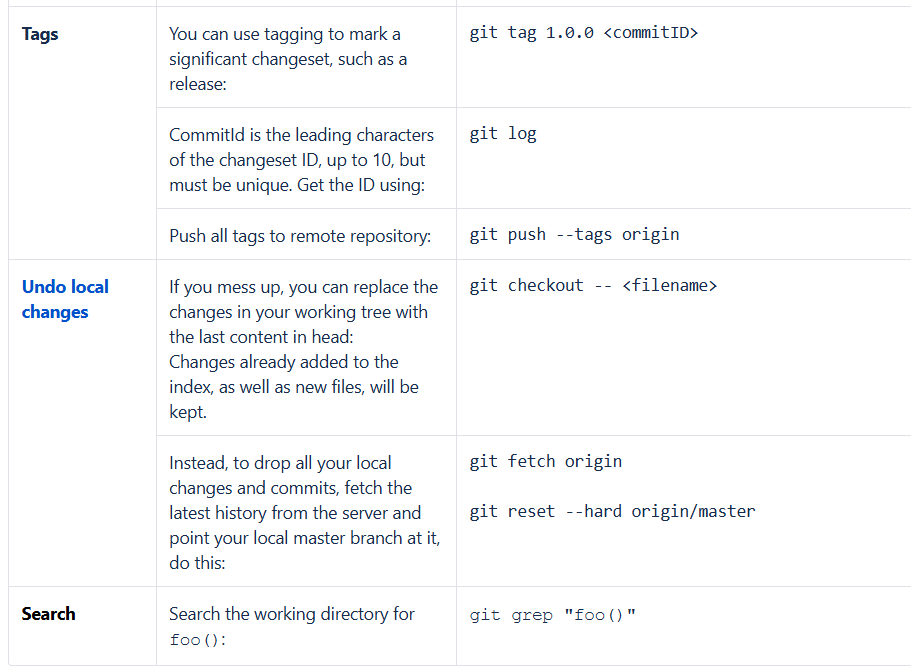 Tags
You can use tagging to mark a
significant changeset, such as a
release:
git tag 1.0.0 <commitID>
CommitId is the leading characters
of the changeset ID, up to 10, but
must be unique. Get the ID using:
git log
Push all tags to remote repository:
git push --tags origin
Undo local
changes
If you mess up, you can replace the
changes in your working tree with
the last content in head:
Changes already added to the
index, as well as new files, will be
kept.
git checkout -- <filename>
Instead, to drop all your local
changes and commits, fetch the
latest history from the server and
point your local master branch at it,
do this:
git fetch origin
git reset --hard origin/master
Search
Search the working directory for
foo():
git grep "foo()"